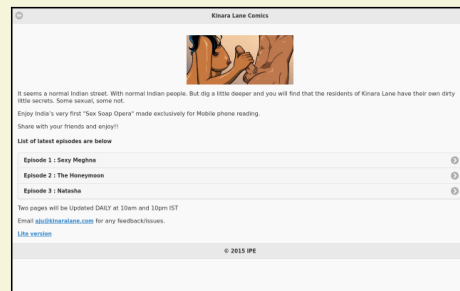 Kinara Lane Comics
It seems a normal Indian street. With normal Indian people. But dig a little deeper and you will find that the residents of Kinara Lane have their own dirty
little secrets. Some sexual, some not.
Enjoy India's very first "Sex Soap Opera" made exclusively for Mobile phone reading.
Share with your friends and enjoy!!
List of latest episodes are below
Episode 1 : Sexy Meghna
Episode 2 : The Honeymoon
Episode 3 : Natasha
Two pages will be Updated DAILY at 10am and 10pm IST
Email aju@kinaralane.com for any feedback/issues.
Lite version
© 2015 IPE